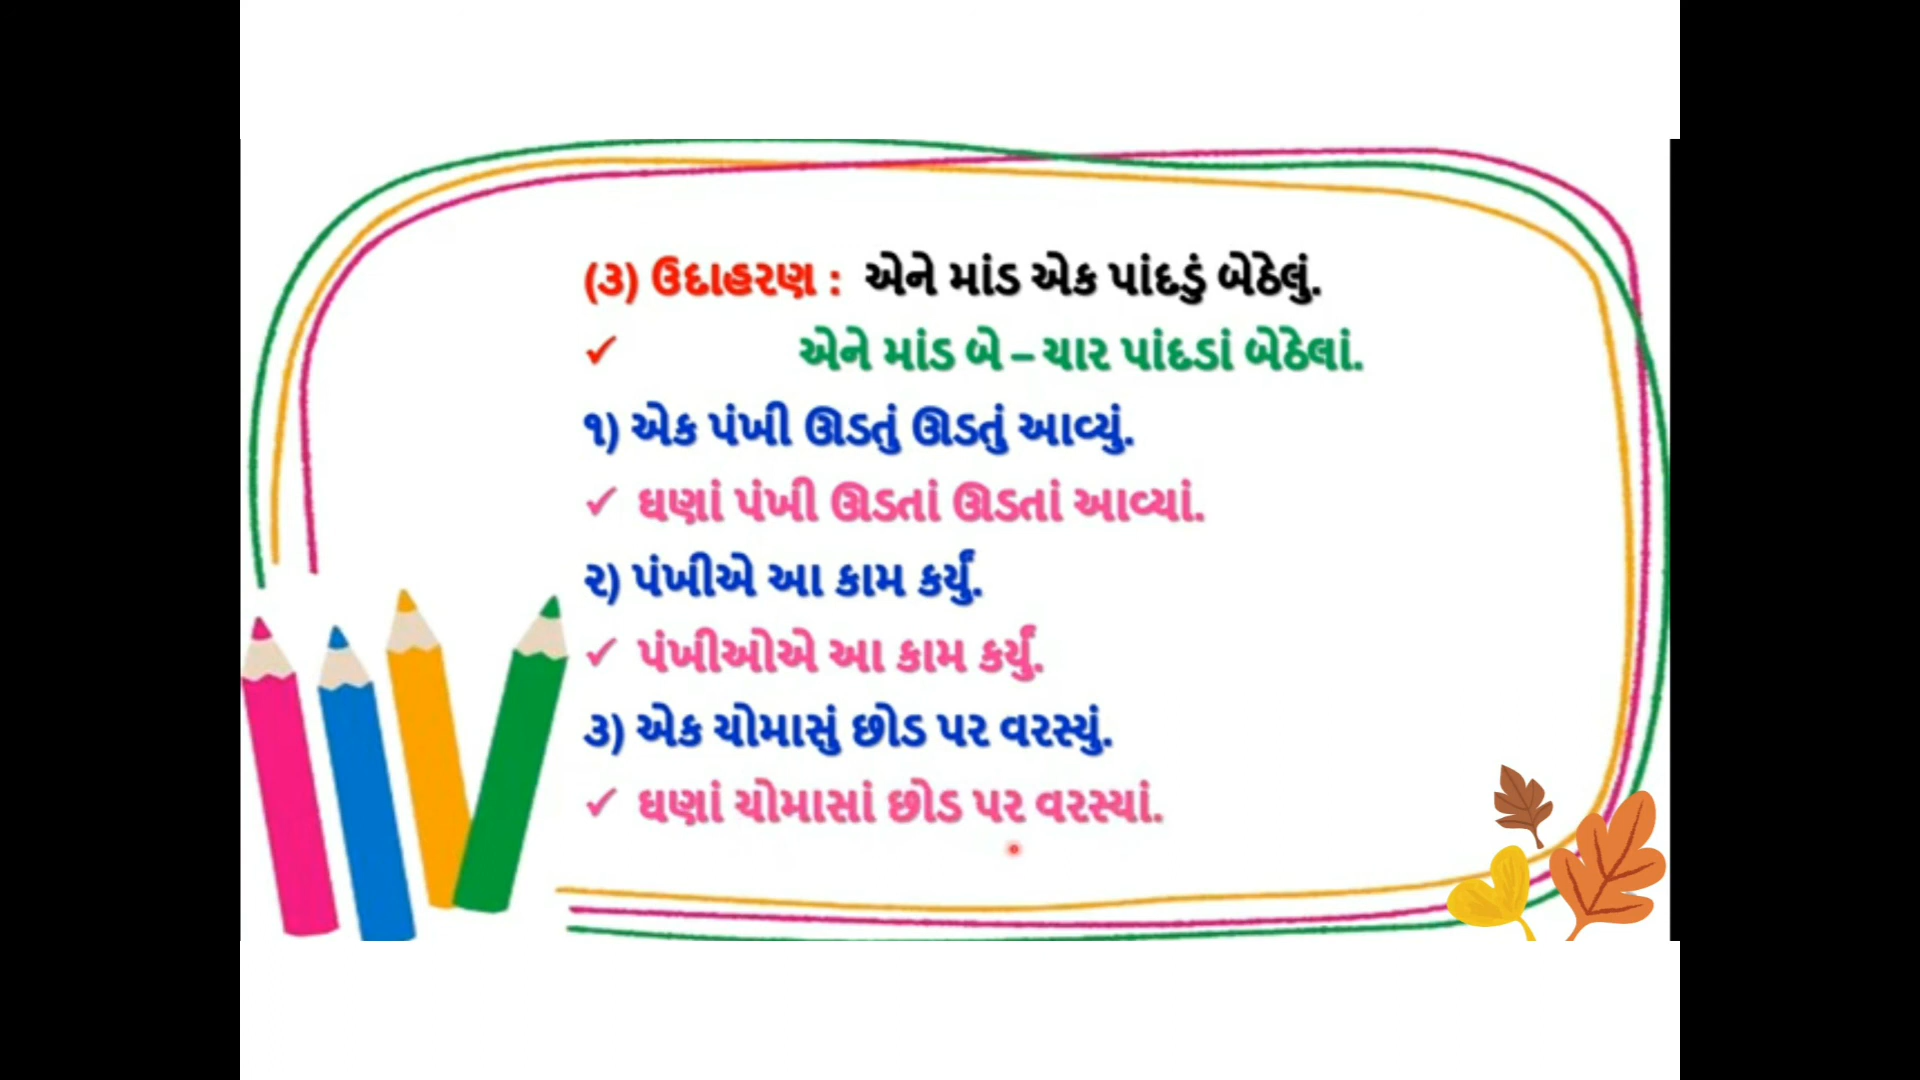 (૩) ઉદાહરણ : એને માંડ એક પાંદડું બેઠેલું.
✓ એને માંડ બે – ચાર પાંદડાં બેઠેલાં.
૧) એક પંખી ઊડતું ઊડતું આવ્યું.
✓ ઘણાં પંખી ઊડતાં ઊડતાં આવ્યાં.
૨) પંખીએ આ કામ કર્યું.
✓ પંખીઓએ આ કામ કર્યું.
૩) એક ચોમાસું છોડ પર વરસ્યું.
✓ ઘણાં ચોમાસાં છોડ પર વરસ્યાં.